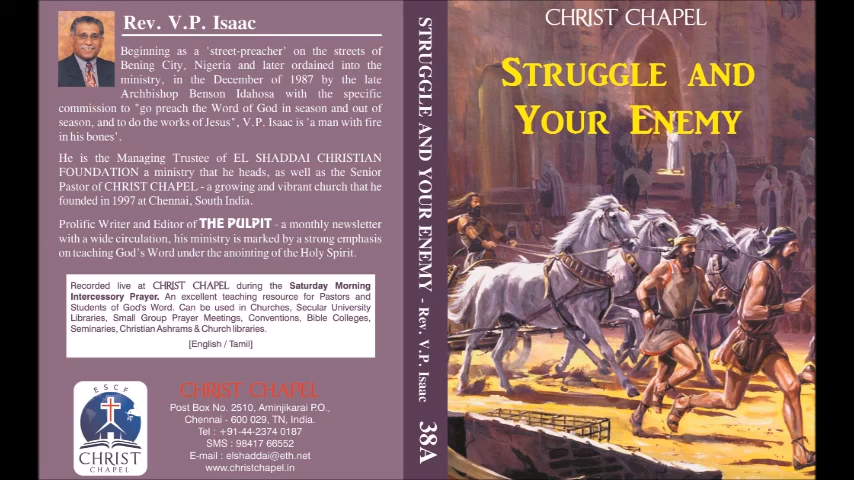 Rev. V.P. Isaac
Beginning as a 'street-preacher' on the streets of
Bening City, Nigeria and later ordained into the
ministry, in the December of 1987 by the late
Archbishop Benson Idahosa with the specific
commission to "go preach the Word of God in season and out of
season, and to do the works of Jesus", V.P. Isaac is 'a man with fire
in his bones'.
He is the Managing Trustee of EL SHADDAI CHRISTIAN
FOUNDATION a ministry that he heads, as well as the Senior
Pastor of CHRIST CHAPEL - a growing and vibrant church that he
founded in 1997 at Chennai, South India.
Prolific Writer and Editor of THE PULPIT - a monthly newsletter
with a wide circulation, his ministry is marked by a strong emphasis
on teaching God's Word under the anointing of the Holy Spirit.
Recorded live at CHRIST CHAPEL during the Saturday Morning
Intercessory Prayer. An excellent teaching resource for Pastors and
Students of God's Word. Can be used in Churches, Secular University
Libraries, Small Group Prayer Meetings, Conventions, Bible Colleges,
Seminaries, Christian Ashrams & Church libraries.
[English / Tamil]
ESCF
CHRIST
CHAPEL
CHRIST CHAPEL
Post Box No. 2510, Aminjikarai P.O.,
Chennai - 600 029, TN, India.
Tel : +91-44-2374 0187
SMS : 98417 66552
E-mail : elshaddai@eth.net
www.christchapel.in
STRUGGLE AND YOUR ENEMY - Rev. V.P. Isaac 38A
CHRIST CHAPEL
STRUGGLE AND
YOUR ENEMY